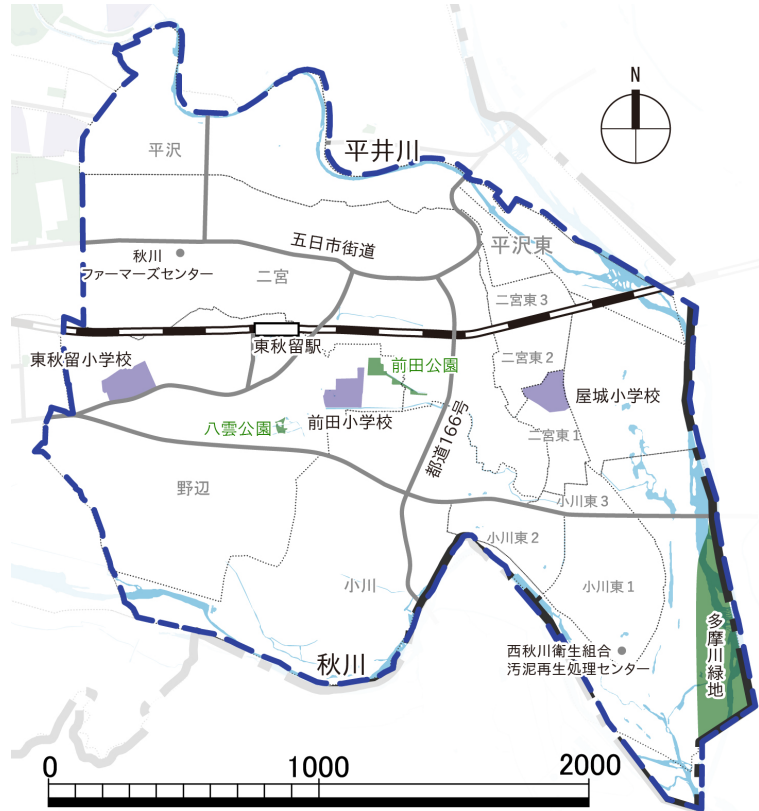 N
平沢
平井川
五日市街道
平沢東
秋川
ファーマーズセンター
二宮
二宮東3
東秋留駅
東秋留小学校
前田公園
二宮東2
屋城小学校
八雲公園
前田小学校
都道166号
二宮東1
野辺
小川東3
小川東2
小川
小川東1
多摩川緑地
西秋川衛生組合
汚泥再生処理センター
秋川
0 1000 2000